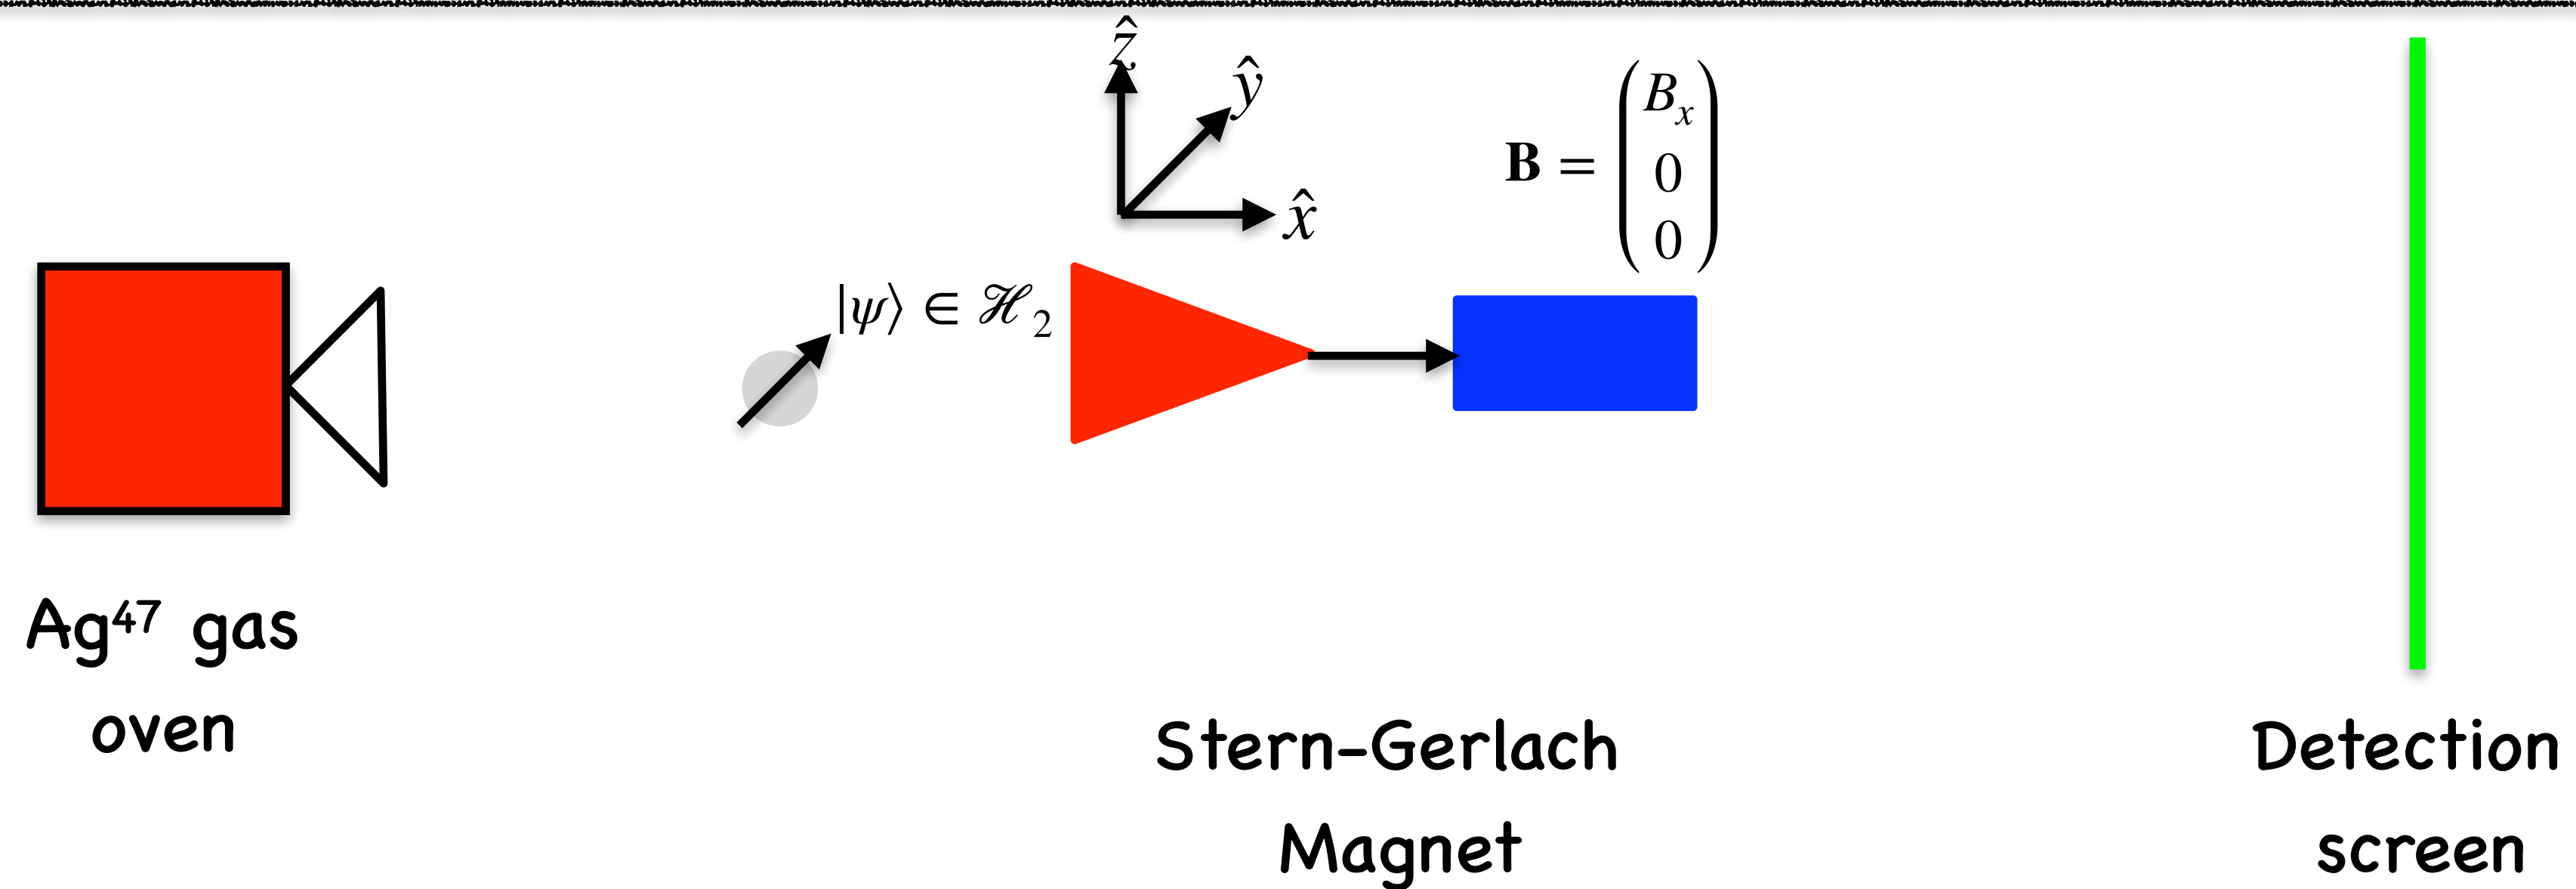 ẑ
ŷ
x̂
𝐁 = (B_x 0 0)
|ψ⟩ ∈ ℋ₂
Ag⁴⁷ gas
oven
Stern-Gerlach
Magnet
Detection
screen